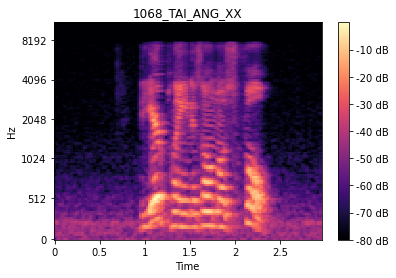 1068_TAI_ANG_XX
8192
4096
2048
1024
512
0
Hz
0 0.5 1 1.5 2 2.5
Time
-10 dB
-20 dB
-30 dB
-40 dB
-50 dB
-60 dB
-70 dB
-80 dB